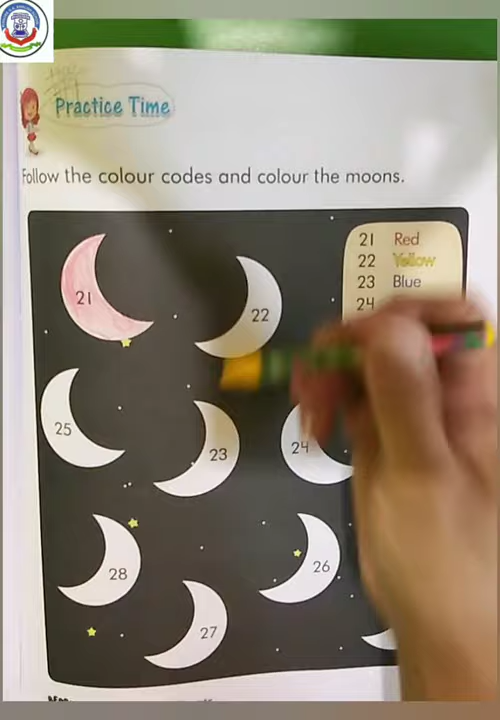 Practice Time
Follow the colour codes and colour the moons.
21 Red
22 Yellow
23 Blue
24
21
22
25
23
24
28
26
27